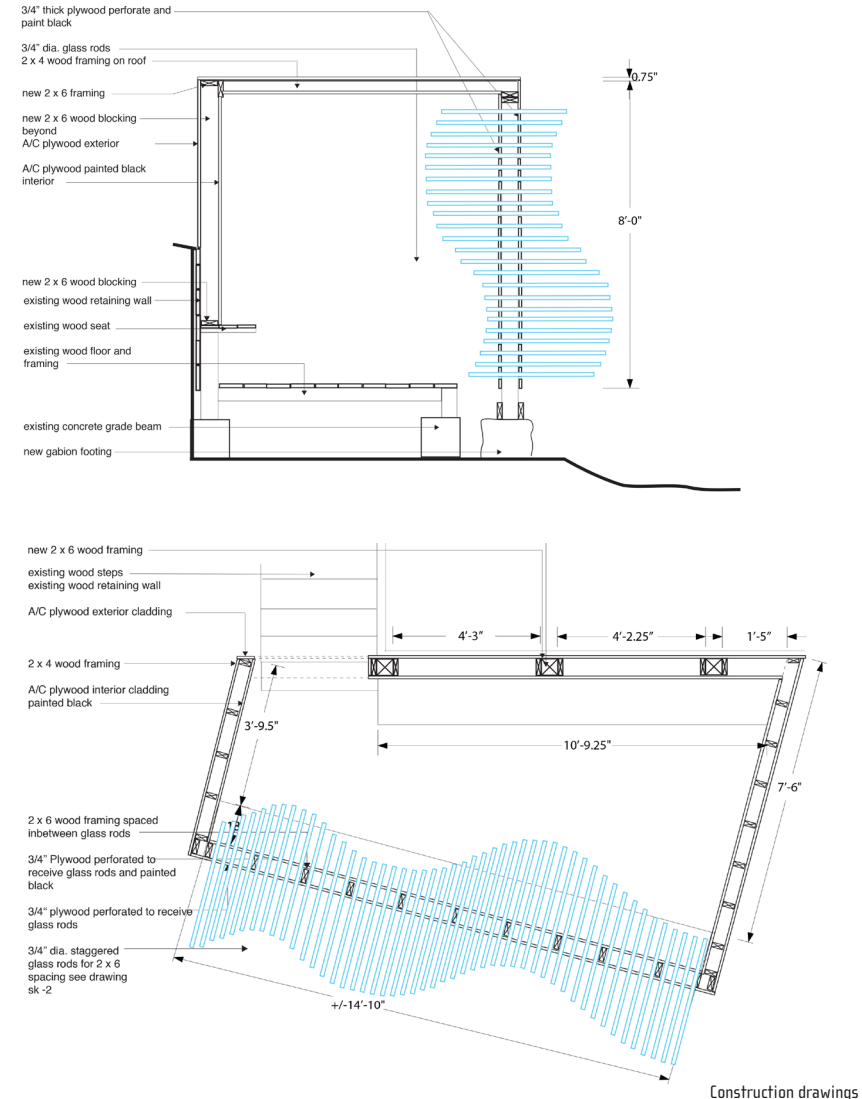 3/4" thick plywood perforate and
paint black
3/4" dia. glass rods
2 x 4 wood framing on roof
new 2 x 6 framing
new 2 x 6 wood blocking
beyond
A/C plywood exterior
A/C plywood painted black
interior
new 2 x 6 wood blocking
existing wood retaining wall
existing wood seat
existing wood floor and
framing
existing concrete grade beam
new gabion footing
0.75"
8'-0"
new 2 x 6 wood framing
existing wood steps
existing wood retaining wall
A/C plywood exterior cladding
2 x 4 wood framing
A/C plywood interior cladding
painted black
2 x 6 wood framing spaced
inbetween glass rods
3/4" Plywood perforated to
receive glass rods and painted
black
3/4" plywood perforated to receive
glass rods
3/4" dia. staggered
glass rods for 2 x 6
spacing see drawing
sk -2
4'-3"
4'-2.25"
1'-5"
3'-9.5"
10'-9.25"
7'-6"
+/-14'-10"
Construction drawings